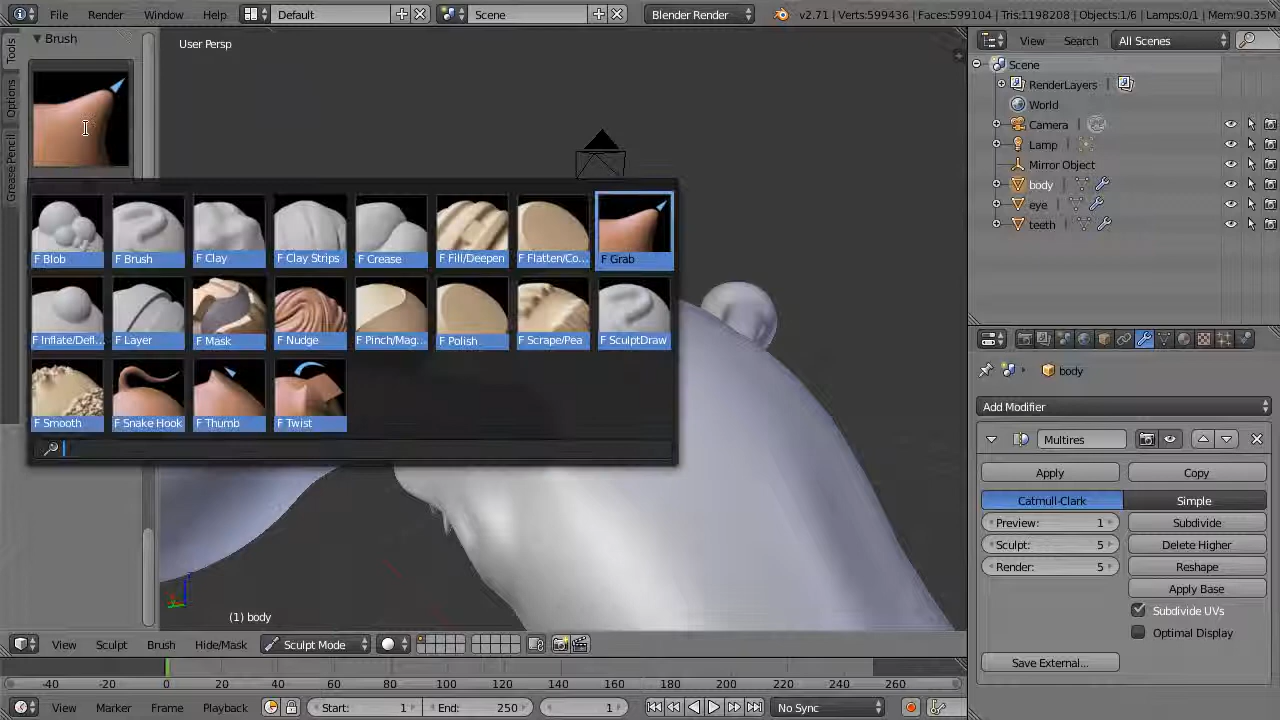 File Render Window Help Default Scene Blender Render v2.71 | Verts:599436 | Faces:599104 | Tris:1198208 | Objects:1/6 | Lamps:0/1 | Mem:90.35M
Brush
Tools
Options
Grease Pencil
User Persp
F Blob F Brush F Clay F Clay Strips F Crease F Fill/Deepen F Flatten/Co... F Grab
F Inflate/Defl... F Layer F Mask F Nudge F Pinch/Mag... F Polish F Scrape/Pea F SculptDraw
F Smooth F Snake Hook F Thumb F Twist
(1) body
View Sculpt Brush Hide/Mask Sculpt Mode
-40 -20 0 20 40 60 80 100 120 140 160 180 200 220 240 260
View Marker Frame Playback Start: 1 End: 250 1 No Sync
View Search All Scenes
Scene
RenderLayers
World
Camera
Lamp
Mirror Object
body
eye
teeth
body
Add Modifier
Multires
Apply Copy
Catmull-Clark Simple
Preview: 1 Subdivide
Sculpt: 5 Delete Higher
Render: 5 Reshape
Apply Base
Subdivide UVs
Optimal Display
Save External...